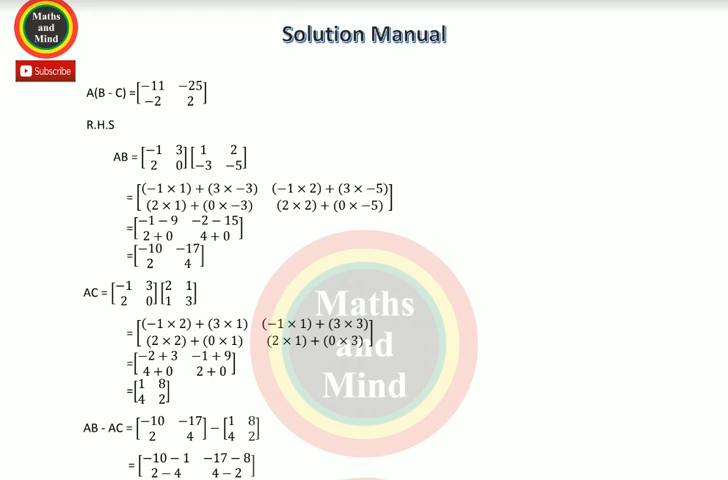 Maths
and
Mind
Subscribe
Solution Manual
A(B - C) =[−11 −25
−2 2]
R.H.S
AB = [−1 3
2 0] [1 2
−3 −5]
= [(−1 × 1) + (3 × −3) (−1 × 2) + (3 × −5)
(2 × 1) + (0 × −3) (2 × 2) + (0 × −5)]
=[−1 − 9 −2 − 15
2 + 0 4 + 0]
=[−10 −17
2 4]
AC = [−1 3
2 0] [2 1
1 3]
= [(−1 × 2) + (3 × 1) (−1 × 1) + (3 × 3)
(2 × 2) + (0 × 1) (2 × 1) + (0 × 3)]
=[−2 + 3 −1 + 9
4 + 0 2 + 0]
=[1 8
4 2]
AB - AC = [−10 −17
2 4] − [1 8
4 2]
= [−10 − 1 −17 − 8
2 − 4 4 − 2]
Maths
and
Mind